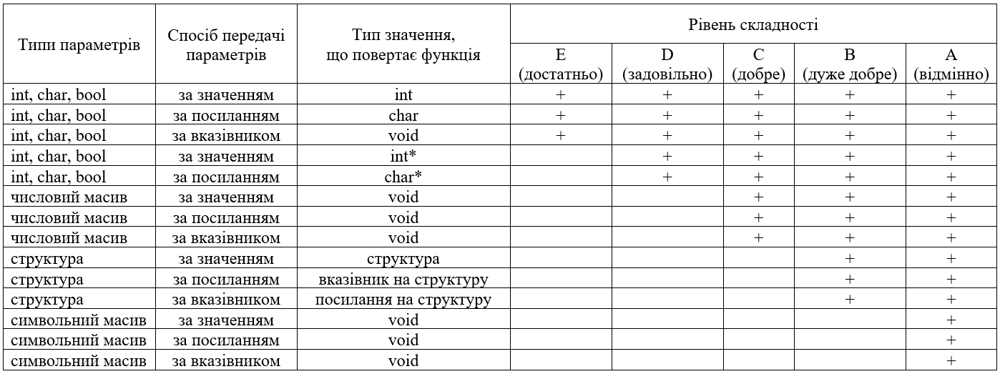 Типи параметрів Спосіб передачі параметрів Тип значення, що повертає функція Рівень складності
E (достатньо) D (задовільно) C (добре) B (дуже добре) A (відмінно)
int, char, bool за значенням int + + + + +
int, char, bool за посиланням char + + + + +
int, char, bool за вказівником void + + + + +
int, char, bool за значенням int* + + + +
int, char, bool за посиланням char* + + + +
числовий масив за значенням void + + +
числовий масив за посиланням void + + +
числовий масив за вказівником void + + +
структура за значенням структура + +
структура за посиланням вказівник на структуру + +
структура за вказівником посилання на структуру + +
символьний масив за значенням void +
символьний масив за посиланням void +
символьний масив за вказівником void +